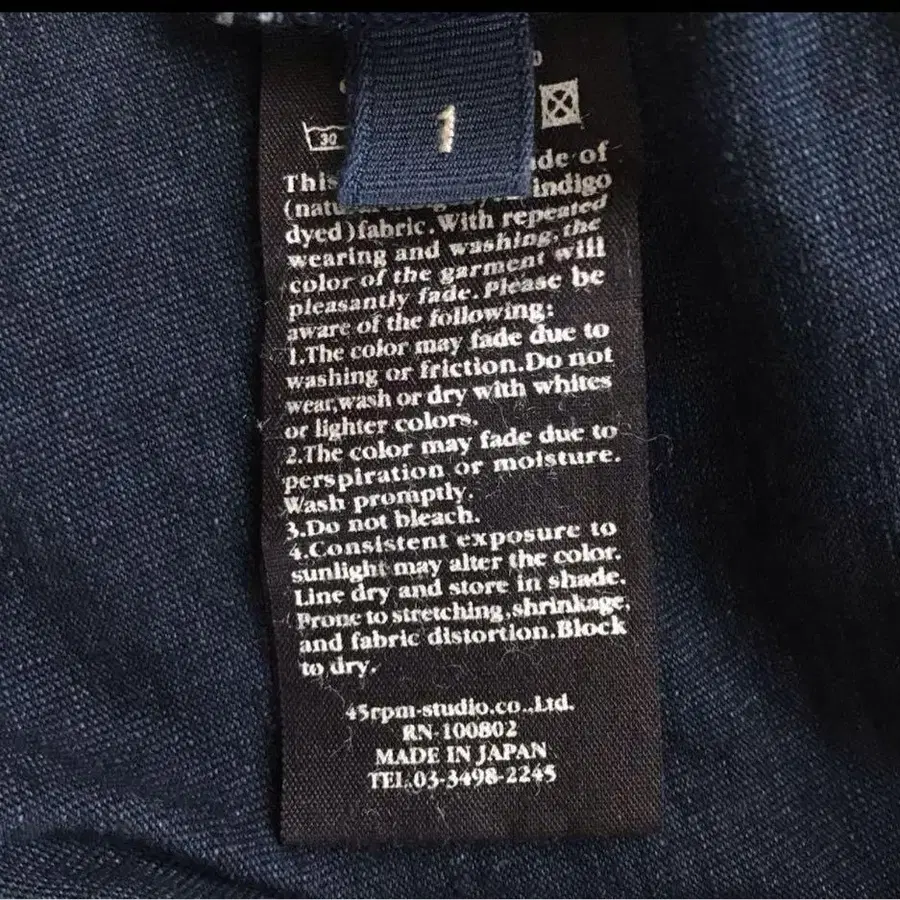 1
30
This de of
(natu indigo
dyed)fabric.With repeated
wearing and washing,the
color of the garment will
pleasantly fade.Please be
aware of the following:
1.The color may fade due to
washing or friction.Do not
wear,wash or dry with whites
or lighter colors.
2.The color may fade due to
perspiration or moisture.
Wash promptly.
3.Do not bleach.
4.Consistent exposure to
sunlight may alter the color.
Line dry and store in shade.
Prone to stretching,shrinkage,
and fabric distortion.Block
to dry.
45rpm-studio.co.,Ltd.
RN-100802
MADE IN JAPAN
TEL.03-3498-2245